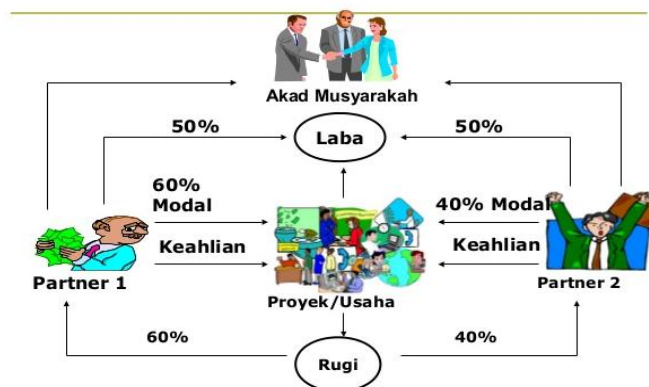 Akad Musyarakah
50%
Laba
50%
60%
Modal
40% Modal
Keahlian
Keahlian
Partner 1
Proyek/Usaha
Partner 2
60%
Rugi
40%